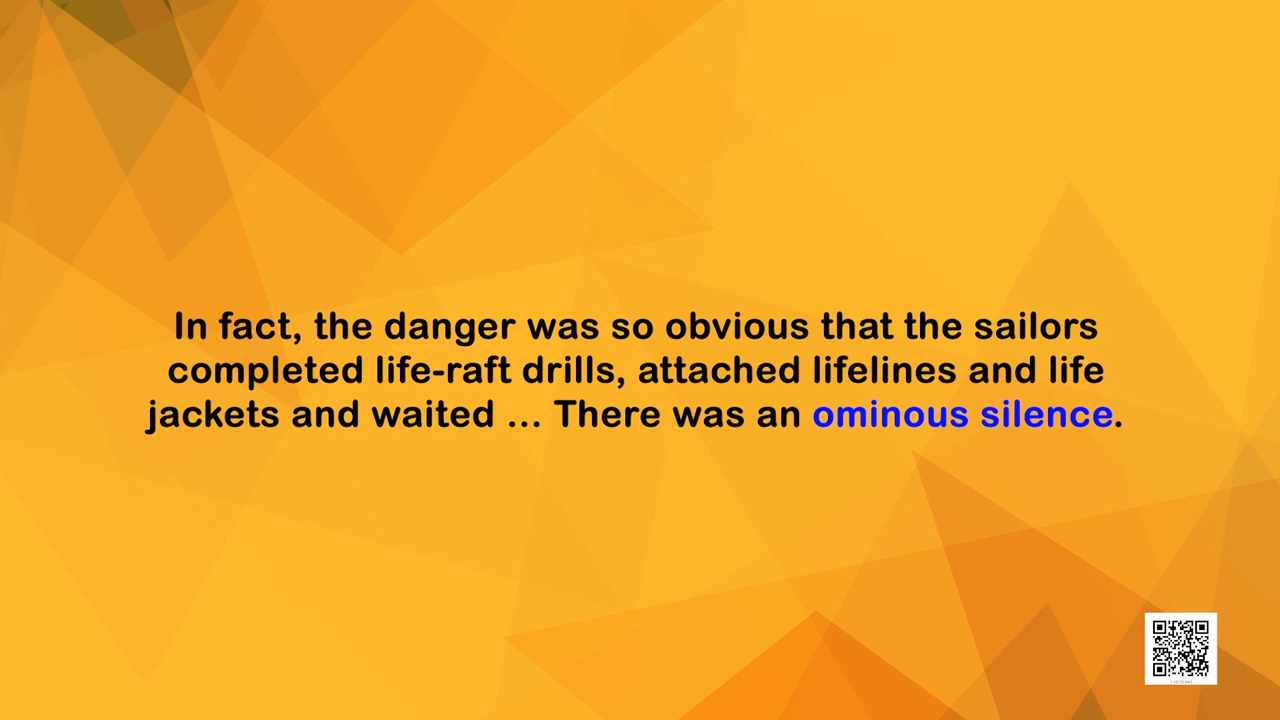 In fact, the danger was so obvious that the sailors
completed life-raft drills, attached lifelines and life
jackets and waited … There was an ominous silence.